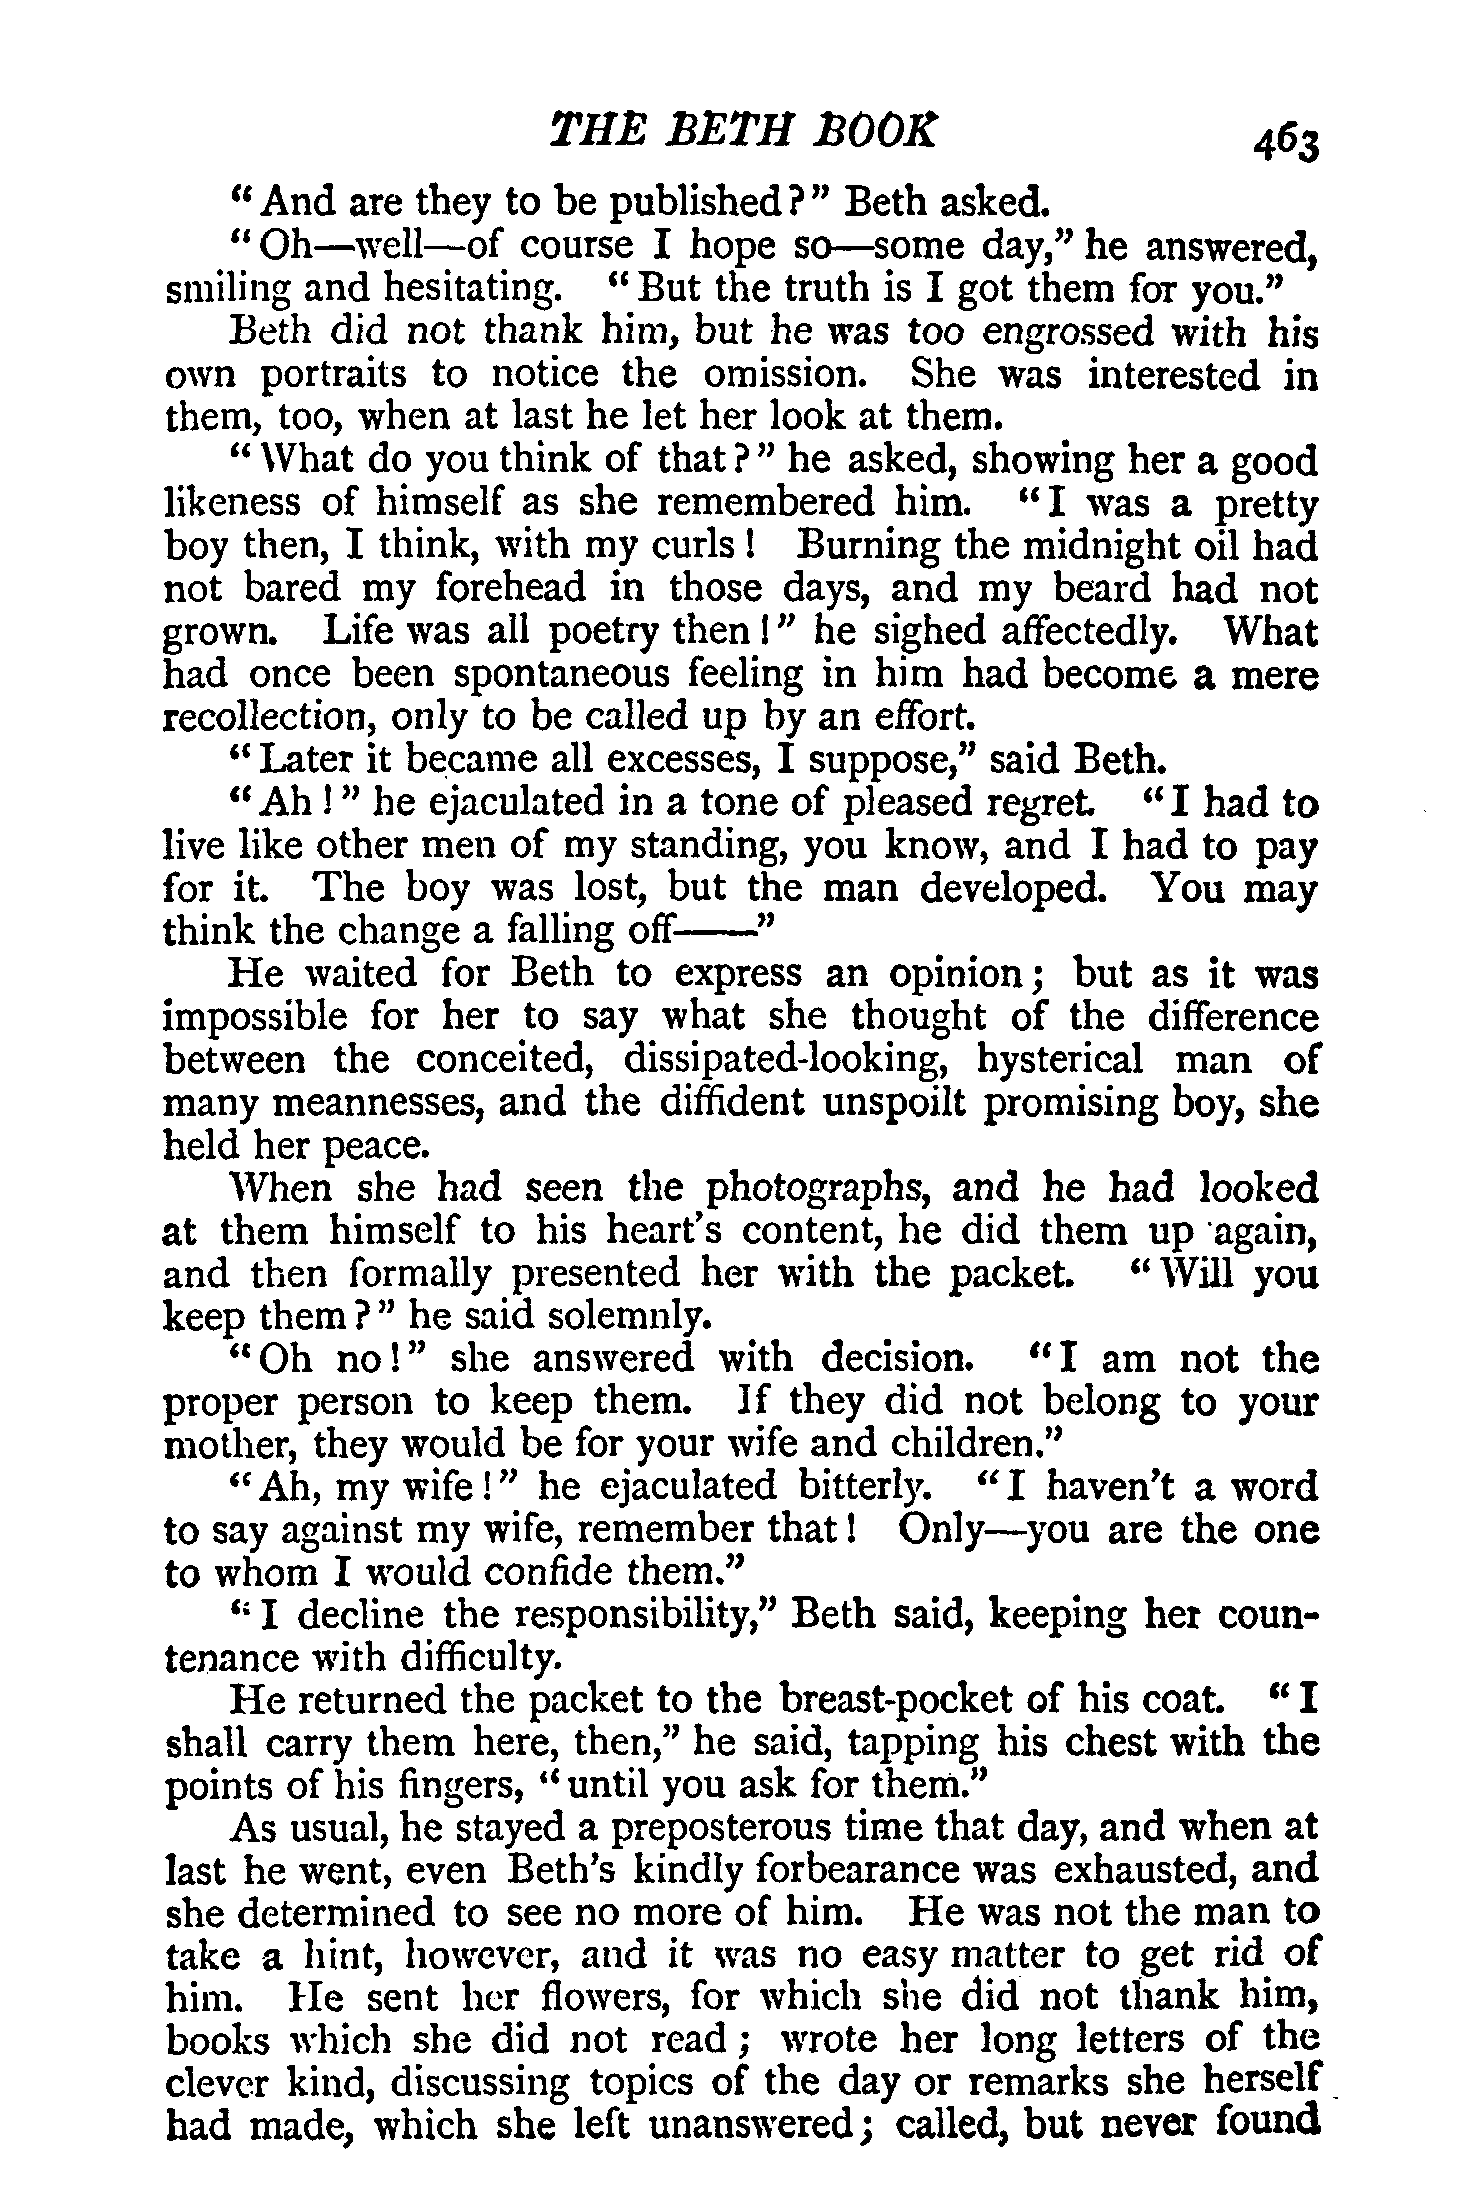 THE BETH BOOK 463
"And are they to be published?" Beth asked.
"Oh—well—of course I hope so—some day," he answered,
smiling and hesitating. "But the truth is I got them for you."
Beth did not thank him, but he was too engrossed with his
own portraits to notice the omission. She was interested in
them, too, when at last he let her look at them.
"What do you think of that?" he asked, showing her a good
likeness of himself as she remembered him. "I was a pretty
boy then, I think, with my curls! Burning the midnight oil had
not bared my forehead in those days, and my beard had not
grown. Life was all poetry then!" he sighed affectedly. What
had once been spontaneous feeling in him had become a mere
recollection, only to be called up by an effort.
"Later it became all excesses, I suppose," said Beth.
"Ah!" he ejaculated in a tone of pleased regret. "I had to
live like other men of my standing, you know, and I had to pay
for it. The boy was lost, but the man developed. You may
think the change a falling off——"
He waited for Beth to express an opinion; but as it was
impossible for her to say what she thought of the difference
between the conceited, dissipated-looking, hysterical man of
many meannesses, and the diffident unspoilt promising boy, she
held her peace.
When she had seen the photographs, and he had looked
at them himself to his heart's content, he did them up again,
and then formally presented her with the packet. "Will you
keep them?" he said solemnly.
"Oh no!" she answered with decision. "I am not the
proper person to keep them. If they did not belong to your
mother, they would be for your wife and children."
"Ah, my wife!" he ejaculated bitterly. "I haven't a word
to say against my wife, remember that! Only—you are the one
to whom I would confide them."
"I decline the responsibility," Beth said, keeping her coun-
tenance with difficulty.
He returned the packet to the breast-pocket of his coat. "I
shall carry them here, then," he said, tapping his chest with the
points of his fingers, "until you ask for them."
As usual, he stayed a preposterous time that day, and when at
last he went, even Beth's kindly forbearance was exhausted, and
she determined to see no more of him. He was not the man to
take a hint, however, and it was no easy matter to get rid of
him. He sent her flowers, for which she did not thank him,
books which she did not read; wrote her long letters of the
clever kind, discussing topics of the day or remarks she herself
had made, which she left unanswered; called, but never found